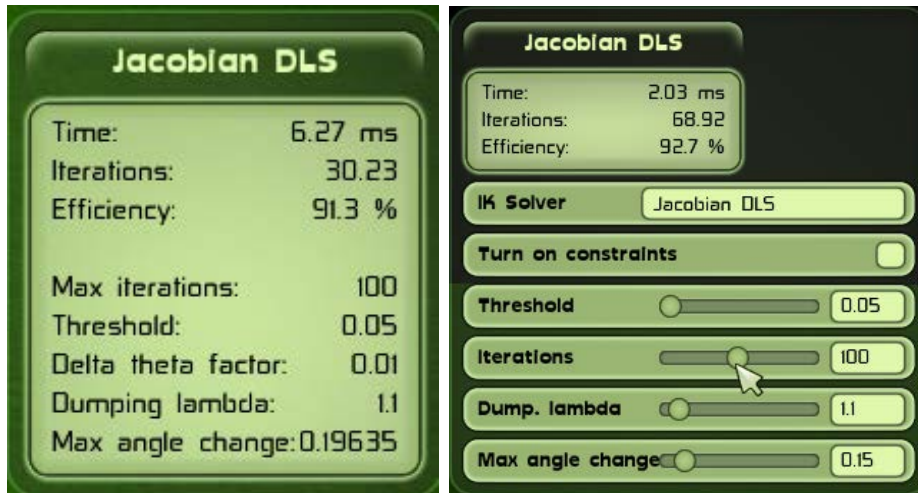 Jacobian DLS
Time: 6.27 ms
Iterations: 30.23
Efficiency: 91.3 %
Max iterations: 100
Threshold: 0.05
Delta theta factor: 0.01
Dumping lambda: 1.1
Max angle change: 0.19635
Jacobian DLS
Time: 2.03 ms
Iterations: 68.92
Efficiency: 92.7 %
IK Solver Jacobian DLS
Turn on constraints
Threshold 0.05
Iterations 100
Dump. lambda 1.1
Max angle change 0.15